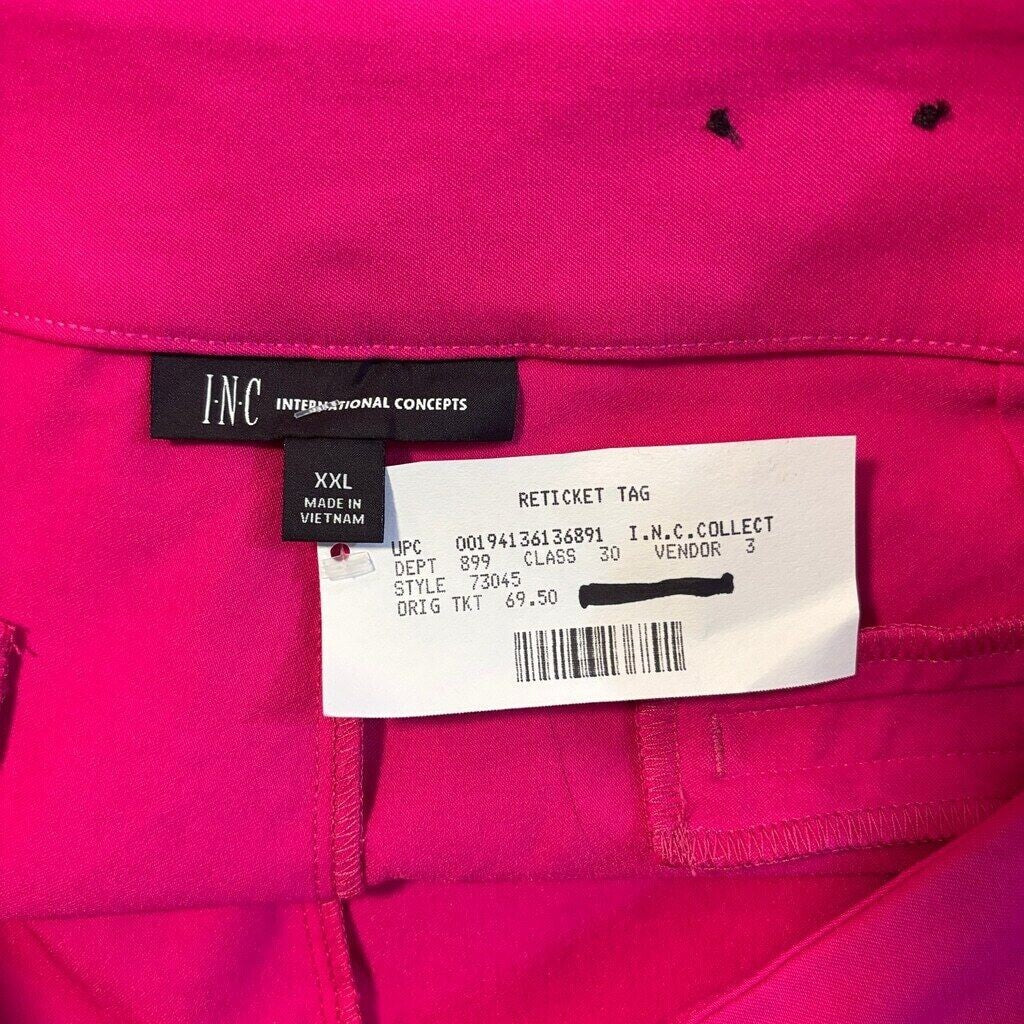 I·N·C INTERNATIONAL CONCEPTS
XXL
MADE IN
VIETNAM
RETICKET TAG
UPC 00194136136891 I.N.C.COLLECT
DEPT 899 CLASS 30 VENDOR 3
STYLE 73045
ORIG TKT 69.50